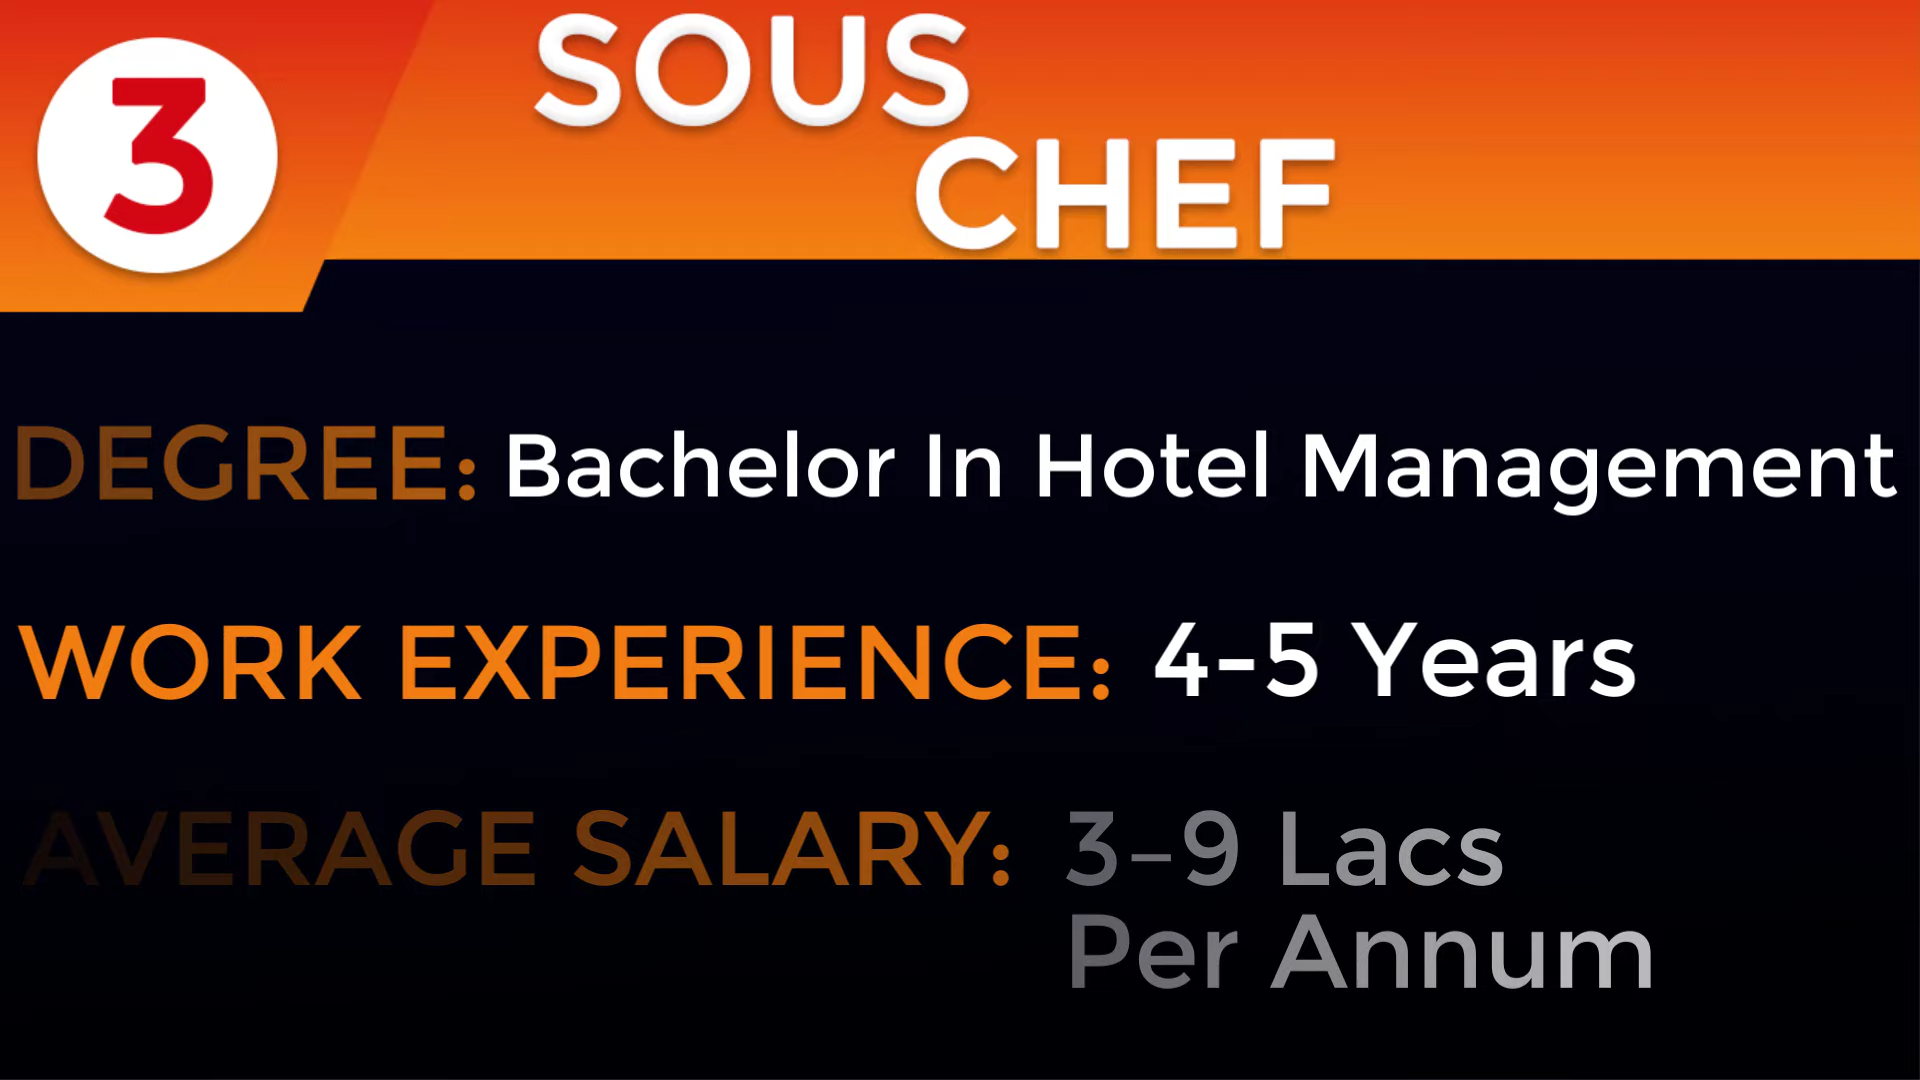 3
SOUS
CHEF
DEGREE: Bachelor In Hotel Management
WORK EXPERIENCE: 4-5 Years
AVERAGE SALARY: 3-9 Lacs
Per Annum